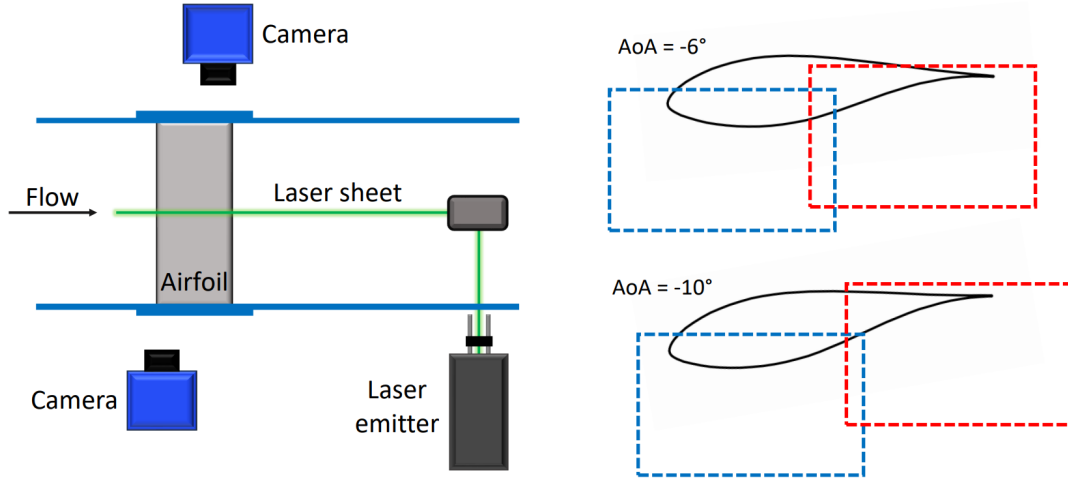 Camera
Flow
Laser sheet
Airfoil
Camera
Laser
emitter
AoA = -6°
AoA = -10°